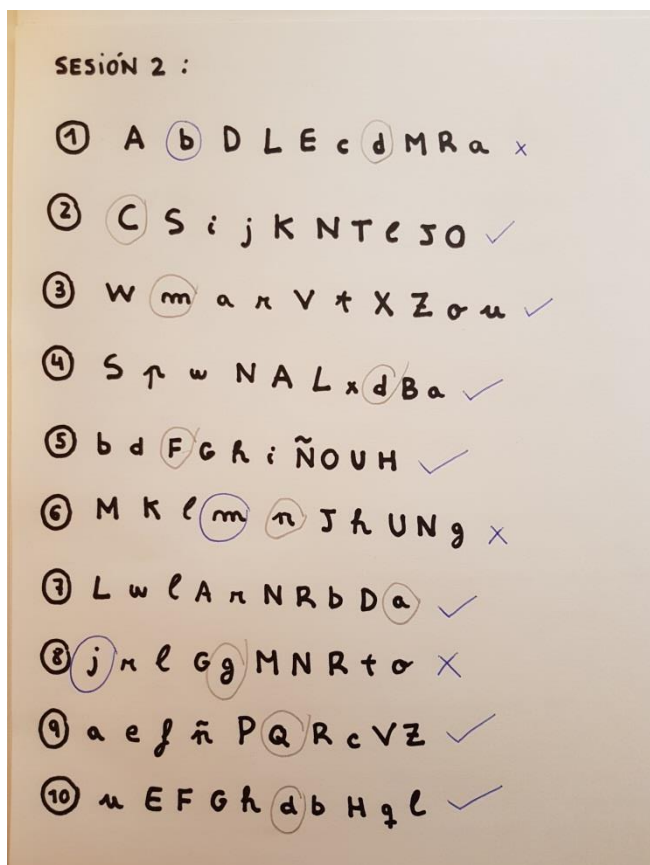 SESIÓN 2 :
1 A b D L E c d M R a x
2 C S i j K N T l J O ✓
3 W m a r V t X Z o u ✓
4 S p w N A L x d B a ✓
5 b d F G h i Ñ O U H ✓
6 M K l m n J h U N g x
7 L w l A r N R b D a ✓
8 j r l G g M N R t o X
9 a e f ñ P Q R c V Z ✓
10 u E F G h d b H q l ✓